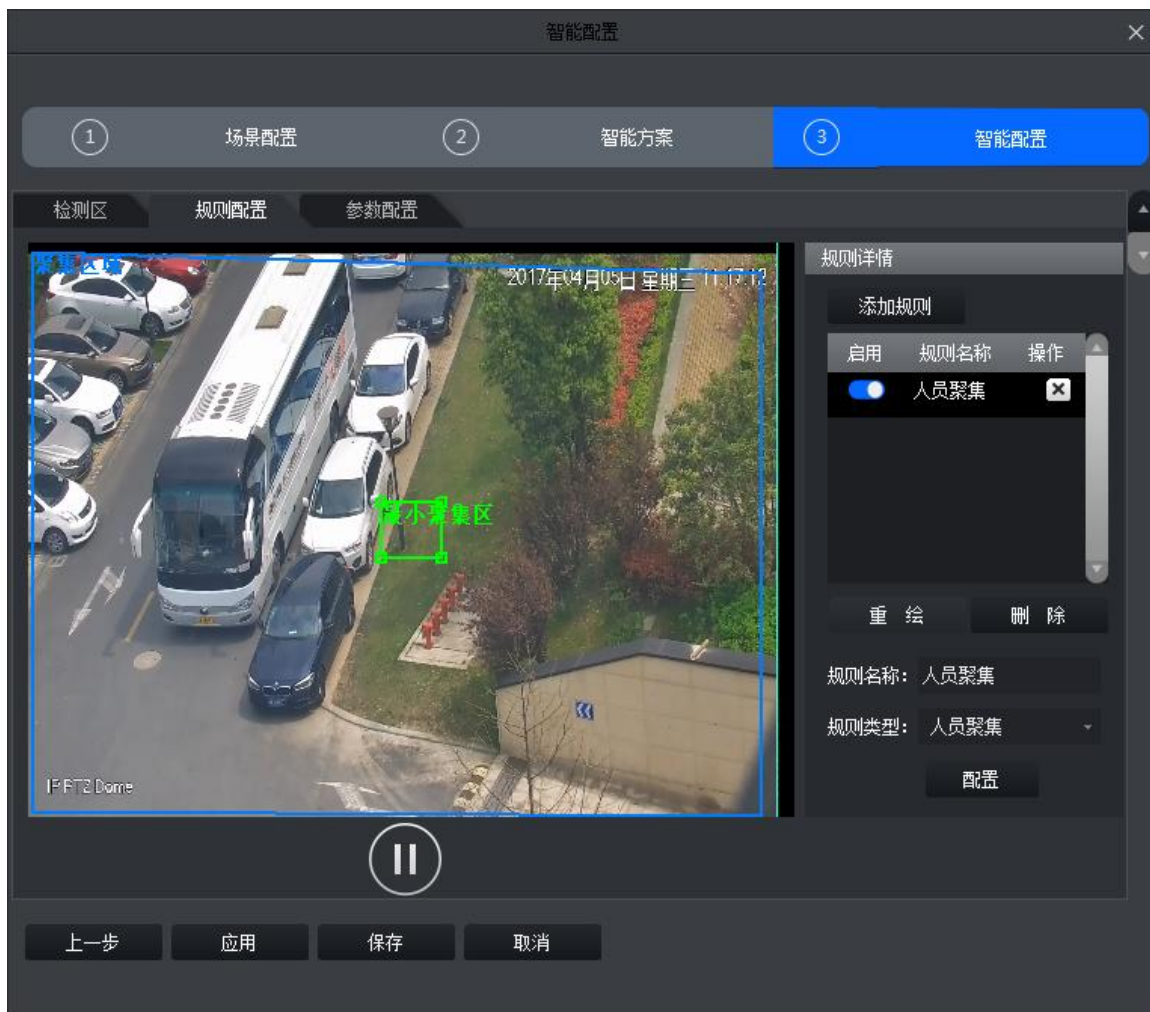 智能配置
1 场景配置 2 智能方案 3 智能配置
检测区 规则配置 参数配置
聚集区域
2017年04月05日 星期三 11:17:12
最小聚集区
IP PTZ Dome
规则详情
添加规则
启用 规则名称 操作
人员聚集
重 绘 删 除
规则名称： 人员聚集
规则类型： 人员聚集
配置
上一步 应用 保存 取消